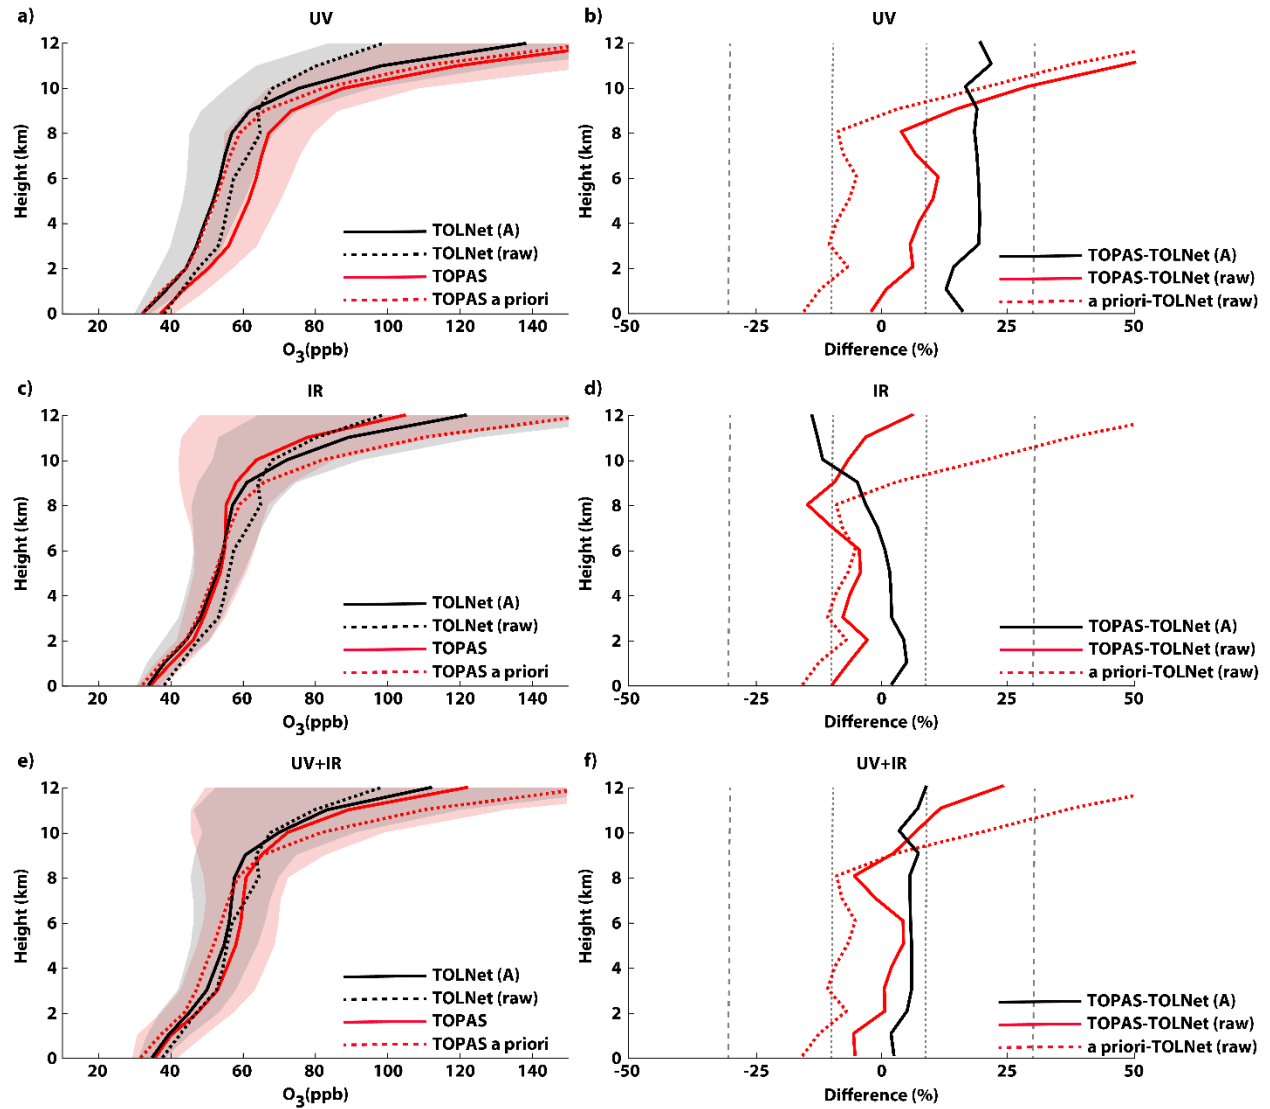 a) UV
12
10
8
6
4
2
0
Height (km)
TOLNet (A)
TOLNet (raw)
TOPAS
TOPAS a priori
20 40 60 80 100 120 140
O3(ppb)
b) UV
12
10
8
6
4
2
0
Height (km)
TOPAS-TOLNet (A)
TOPAS-TOLNet (raw)
a priori-TOLNet (raw)
-50 -25 0 25 50
Difference (%)
c) IR
12
10
8
6
4
2
0
Height (km)
TOLNet (A)
TOLNet (raw)
TOPAS
TOPAS a priori
20 40 60 80 100 120 140
O3(ppb)
d) IR
12
10
8
6
4
2
0
Height (km)
TOPAS-TOLNet (A)
TOPAS-TOLNet (raw)
a priori-TOLNet (raw)
-50 -25 0 25 50
Difference (%)
e) UV+IR
12
10
8
6
4
2
0
Height (km)
TOLNet (A)
TOLNet (raw)
TOPAS
TOPAS a priori
20 40 60 80 100 120 140
O3(ppb)
f) UV+IR
12
10
8
6
4
2
0
Height (km)
TOPAS-TOLNet (A)
TOPAS-TOLNet (raw)
a priori-TOLNet (raw)
-50 -25 0 25 50
Difference (%)